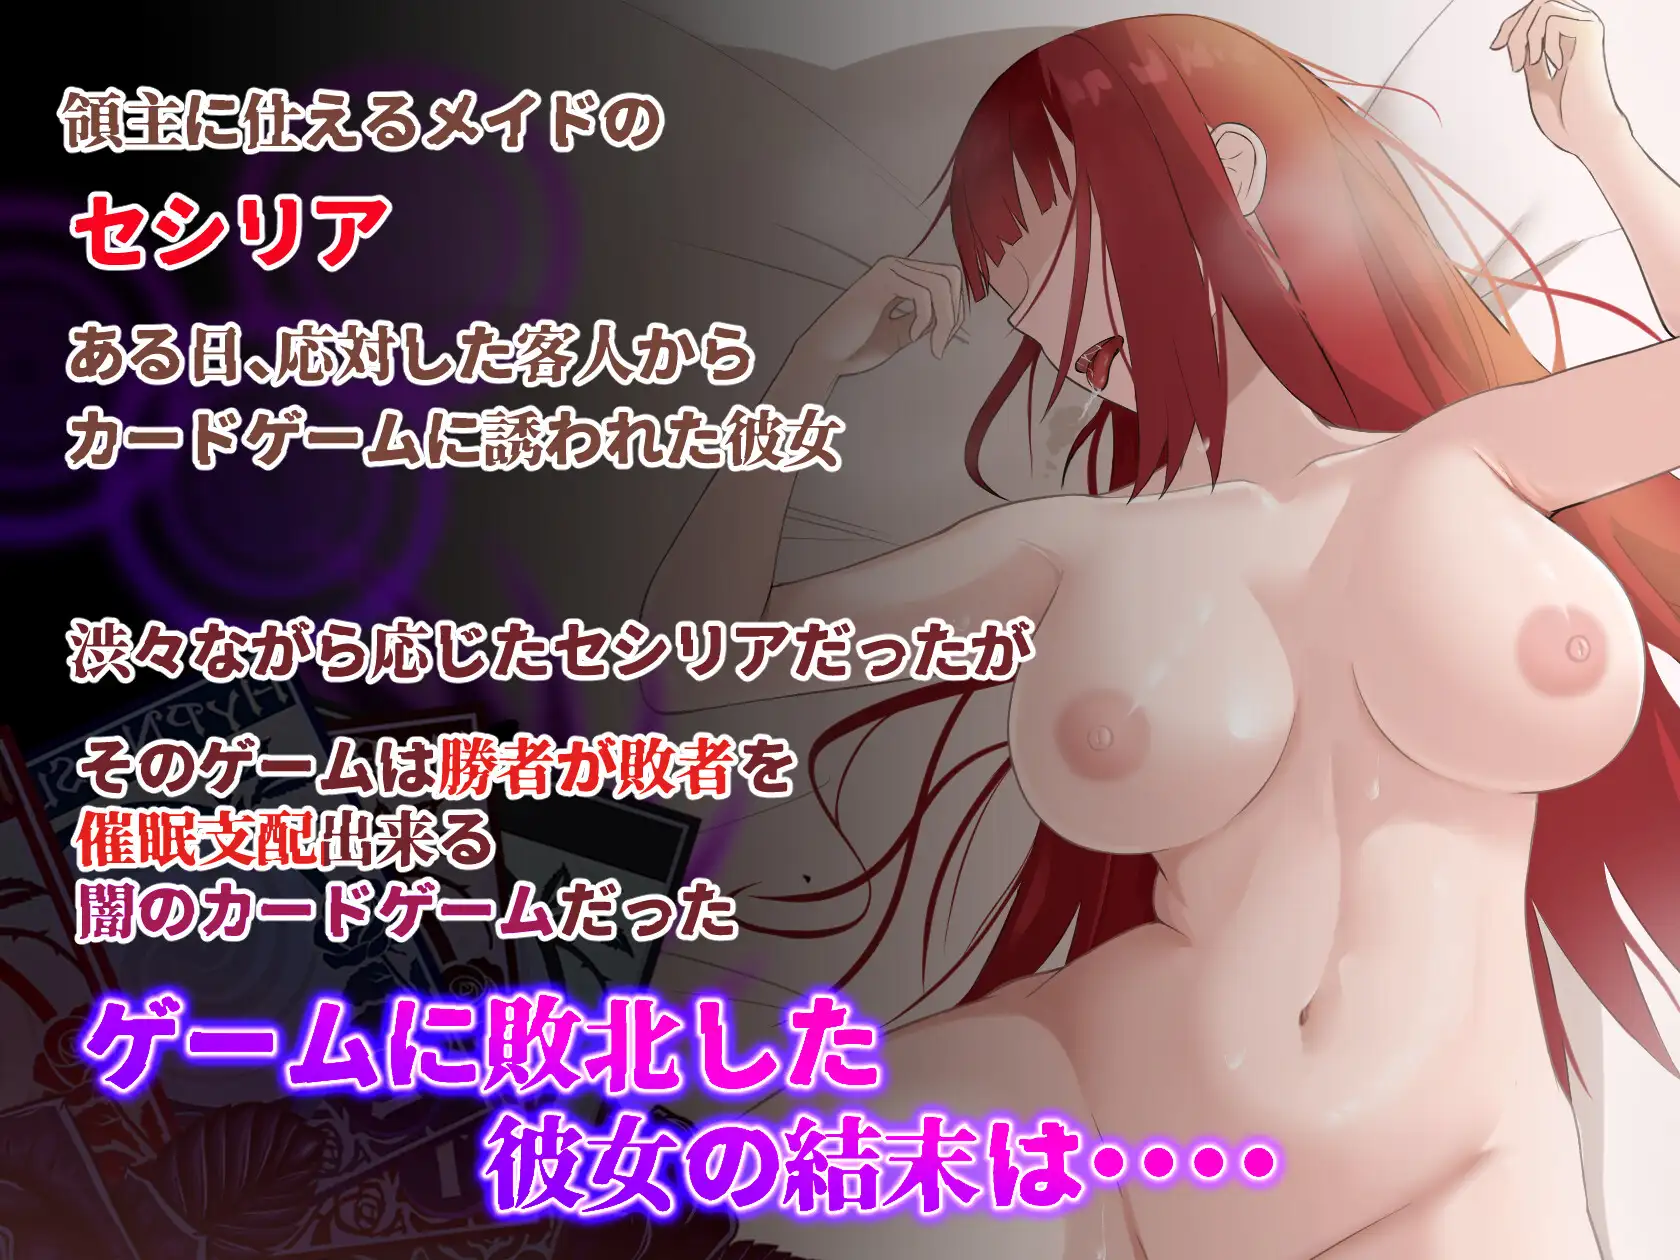 領主に仕えるメイドの
セシリア
ある日、応対した客人から
カードゲームに誘われた彼女
渋々ながら応じたセシリアだったが
そのゲームは勝者が敗者を
催眠支配出来る
闇のカードゲームだった
ゲームに敗北した
彼女の結末は・・・・